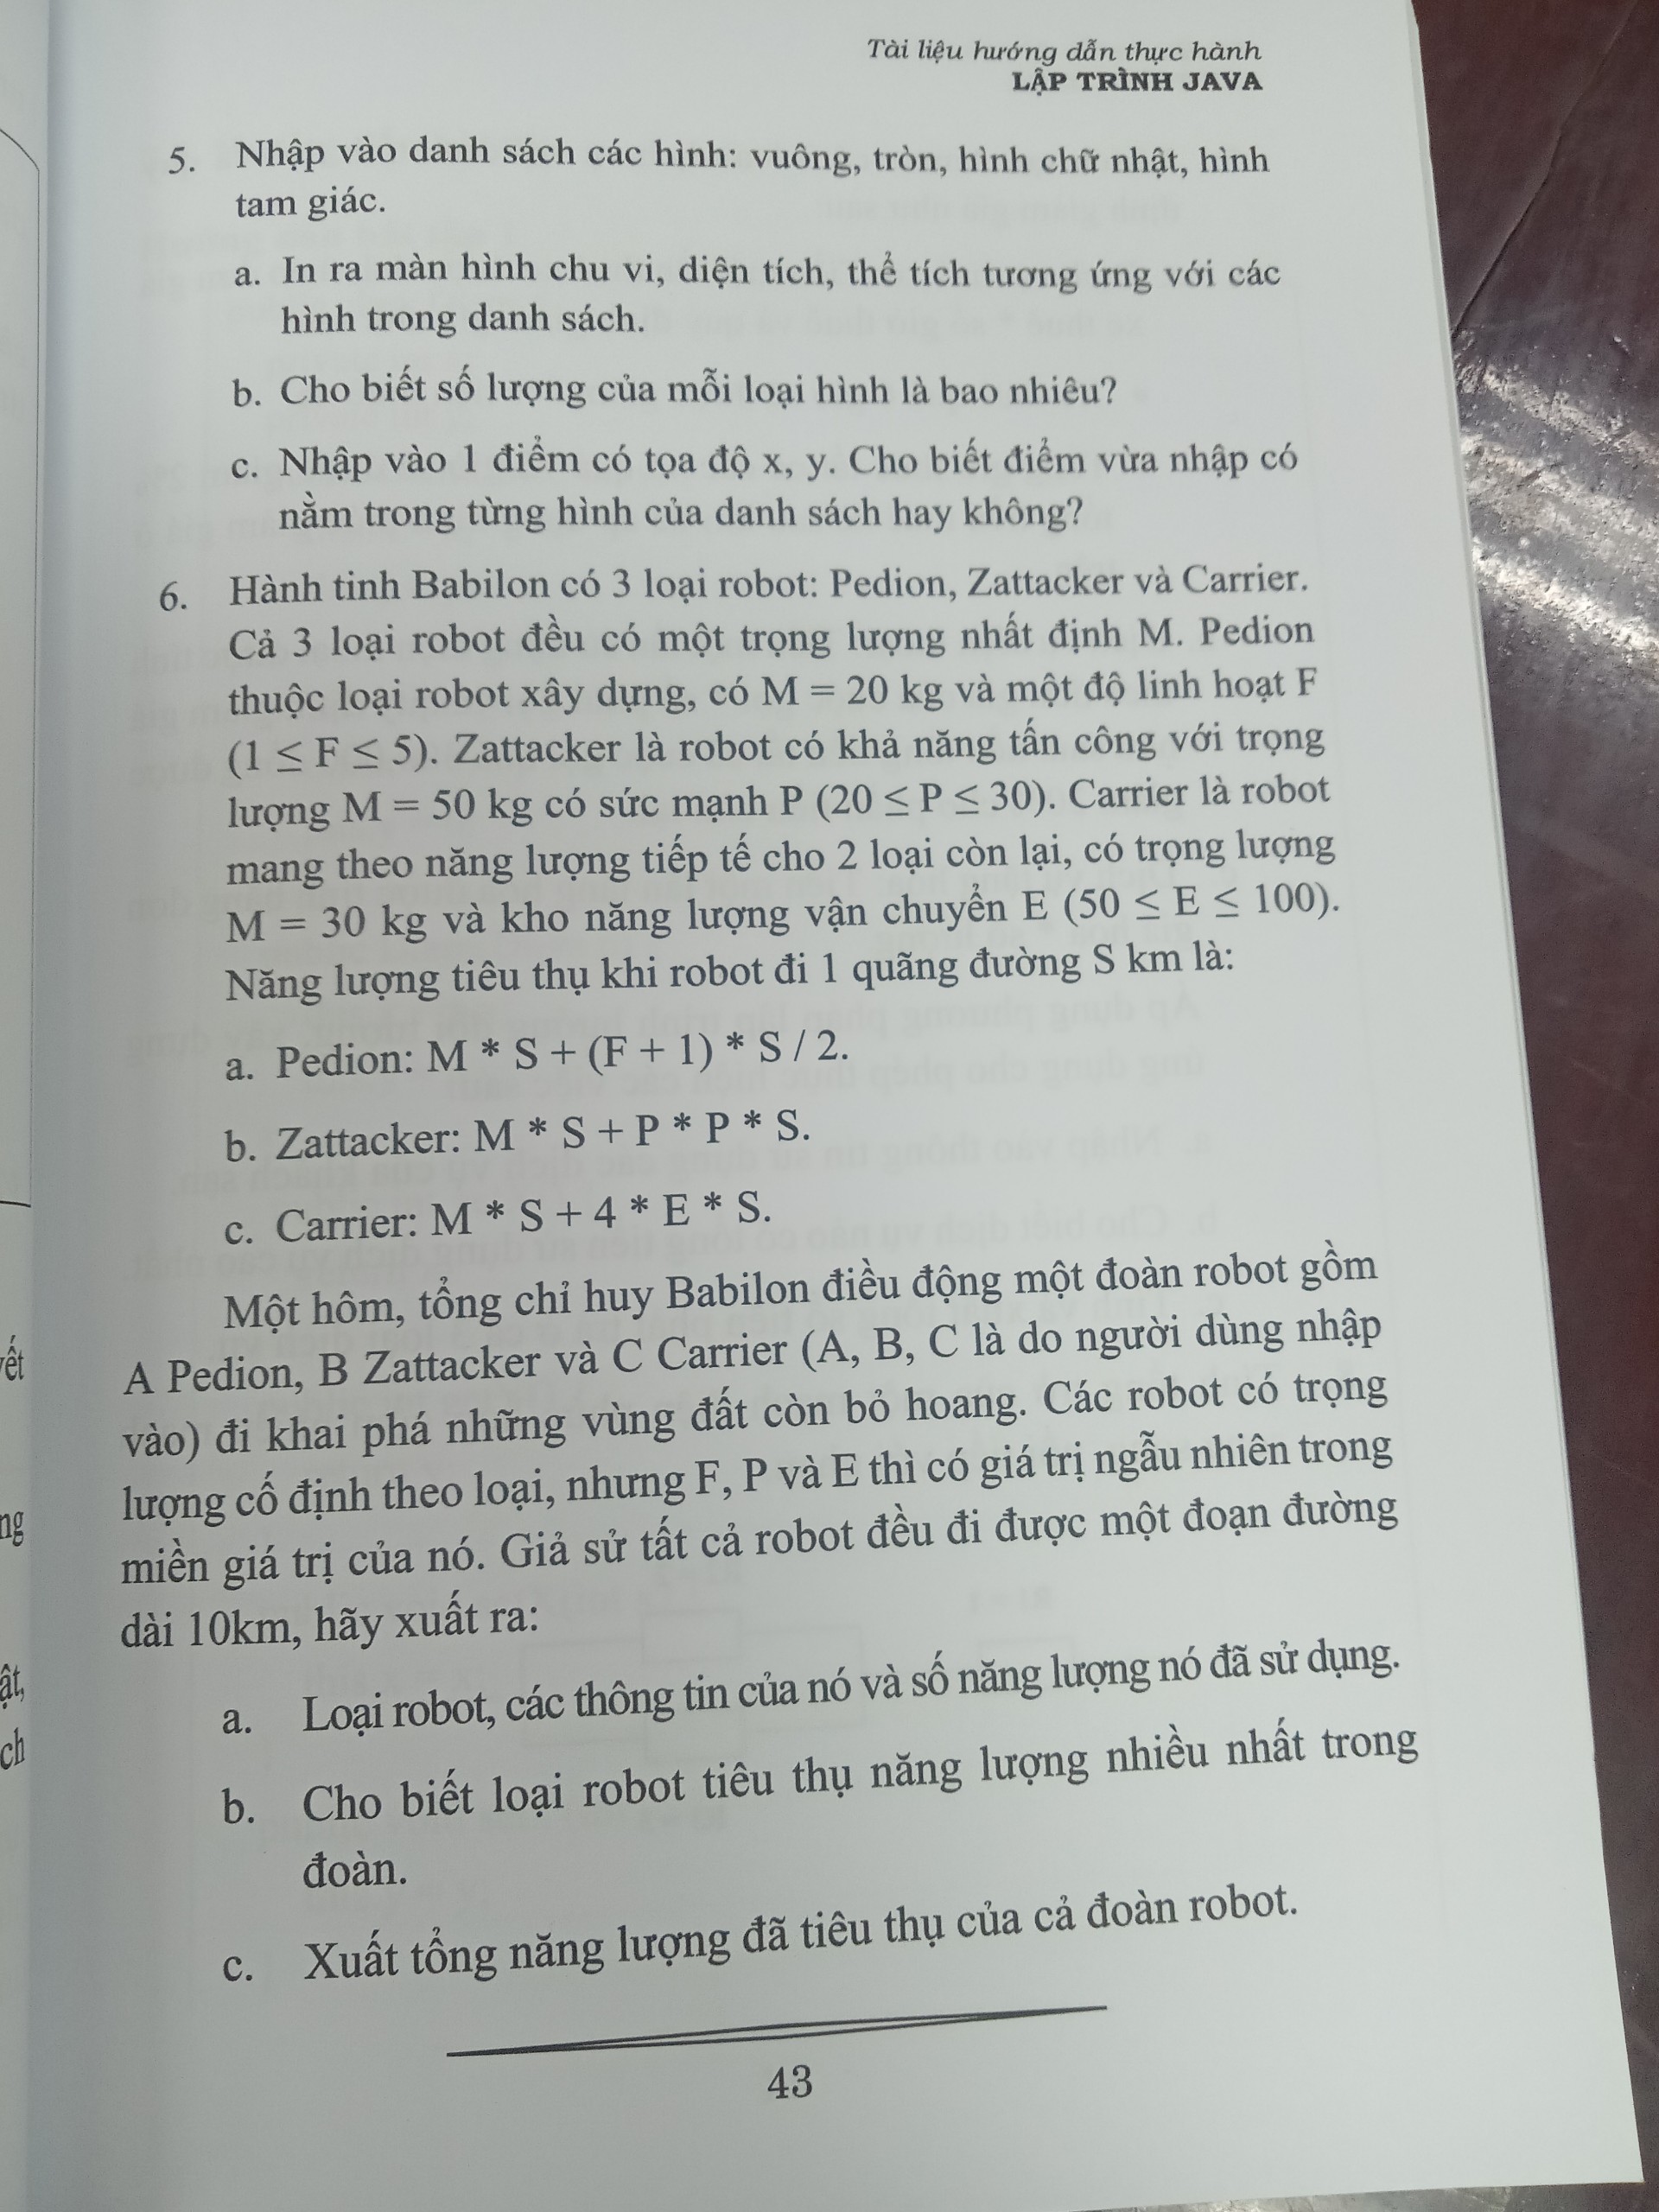 Tài liệu hướng dẫn thực hành
LẬP TRÌNH JAVA
5. Nhập vào danh sách các hình: vuông, tròn, hình chữ nhật, hình
tam giác.
a. In ra màn hình chu vi, diện tích, thể tích tương ứng với các
hình trong danh sách.
b. Cho biết số lượng của mỗi loại hình là bao nhiêu?
c. Nhập vào 1 điểm có tọa độ x, y. Cho biết điểm vừa nhập có
nằm trong từng hình của danh sách hay không?
6. Hành tinh Babilon có 3 loại robot: Pedion, Zattacker và Carrier.
Cả 3 loại robot đều có một trọng lượng nhất định M. Pedion
thuộc loại robot xây dựng, có M = 20 kg và một độ linh hoạt F
(1 ≤ F ≤ 5). Zattacker là robot có khả năng tấn công với trọng
lượng M = 50 kg có sức mạnh P (20 ≤ P ≤ 30). Carrier là robot
mang theo năng lượng tiếp tế cho 2 loại còn lại, có trọng lượng
M = 30 kg và kho năng lượng vận chuyển E (50 ≤ E ≤ 100).
Năng lượng tiêu thụ khi robot đi 1 quãng đường S km là:
a. Pedion: M * S + (F + 1) * S / 2.
b. Zattacker: M * S + P * P * S.
c. Carrier: M * S + 4 * E * S.
Một hôm, tổng chỉ huy Babilon điều động một đoàn robot gồm
A Pedion, B Zattacker và C Carrier (A, B, C là do người dùng nhập
vào) đi khai phá những vùng đất còn bỏ hoang. Các robot có trọng
lượng cố định theo loại, nhưng F, P và E thì có giá trị ngẫu nhiên trong
miền giá trị của nó. Giả sử tất cả robot đều đi được một đoạn đường
dài 10km, hãy xuất ra:
a. Loại robot, các thông tin của nó và số năng lượng nó đã sử dụng.
b. Cho biết loại robot tiêu thụ năng lượng nhiều nhất trong
đoàn.
c. Xuất tổng năng lượng đã tiêu thụ của cả đoàn robot.
43